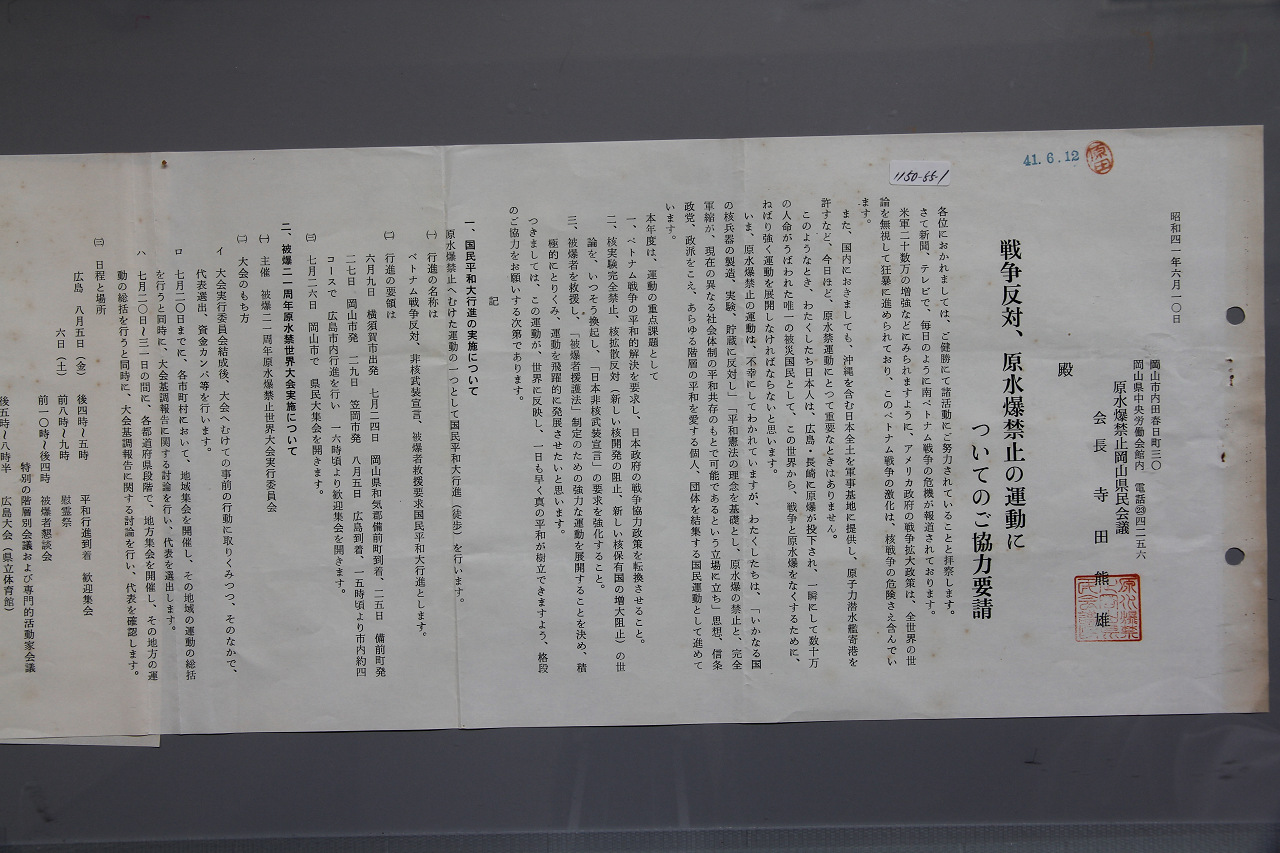 41.6.12
原田
1150-55-1
昭和四一年六月一〇日
岡山市内田春日町三〇
岡山県中央労働会館内　電話㉓四二五六
原水爆禁止岡山県民会議
会長　寺田熊雄
殿
戦争反対、原水爆禁止の運動に
ついてのご協力要請
各位におかれましては、ご健勝にて諸活動にご努力されていることと拝察します。
さて新聞、テレビで、毎日のように南ベトナム戦争の危機が報道されております。
米軍二十数万の増強などにみられますように、アメリカ政府の戦争拡大政策は、全世界の世
論を無視して狂暴に進められており、このベトナム戦争の激化は、核戦争の危険さえ含んでい
ます。
また、国内におきましても、沖縄を含む日本全土を軍事基地に提供し、原子力潜水艦寄港を
許すなど、今日ほど、原水禁運動にとつて重要なときはありません。
このようなとき、わたくしたち日本人は、広島・長崎に原爆が投下され、一瞬にして数十万
の人命がうばわれた唯一の被災国民として、この世界から、戦争と原水爆をなくするために、
ねばり強く運動を展開しなければならないと思います。
いま、原水爆禁止の運動は、不幸にしてわかれていますが、わたくしたちは、「いかなる国
の核兵器の製造、実験、貯蔵に反対し」「平和憲法の理念を基礎とし、原水爆の禁止と、完全
軍縮が、現在の異なる社会体制の平和共存のもとで可能であるという立場に立ち」思想、信条
政党、政派をこえ、あらゆる階層の平和を愛する個人、団体を結集する国民運動として進めて
います。
本年度は、運動の重点課題として
一、ベトナム戦争の平和的解決を要求し、日本政府の戦争協力政策を転換させること。
二、核実験完全禁止、核拡散反対（新しい核開発の阻止、新しい核保有国の増大阻止）の世
論を、いつそう換起し、「日本非核武装宣言」の要求を強化すること。
三、被爆者を救援し、「被爆者援護法」制定のための強力な運動を展開することを決め、積
極的にとりくみ、運動を飛躍的に発展させたいと思います。
つきましては、この運動が、世界に反映し、一日も早く真の平和が樹立できますよう、格段
のご協力をお願いする次第であります。
記
一、国民平和大行進の実施について
原水爆禁止へむけた運動の一つとして国民平和大行進（徒歩）を行います。
㈠　行進の名称は
ベトナム戦争反対、非核武装宣言、被爆者救援要求国民平和大行進とします。
㈡　行進の要領は
六月九日　横須賀市出発　七月二四日　岡山県和気郡備前町到着、二五日　備前町発
二七日　岡山市発　二九日　笠岡市発　八月五日　広島到着、一五時頃より市内約四
コースで　広島市内行進を行い　一六時頃より歓迎集会を開きます。
㈢　七月二六日　岡山市で　県民大集会を開きます。
二、被爆二一周年原水禁世界大会実施について
㈠　主催　被爆二一周年原水爆禁止世界大会実行委員会
㈡　大会のもち方
イ　大会実行委員会結成後、大会へむけての事前の行動に取りくみつつ、そのなかで、
代表選出、資金カンパ等を行います。
ロ　七月二〇日までに、各市町村において、地域集会を開催し、その地域の運動の総括
を行うと同時に、大会基調報告に関する討論を行い、代表を選出します。
ハ　七月二〇日～三一日の間に、各都道府県段階で、地方集会を開催し、その地方の運
動の総括を行うと同時に、大会基調報告に関する討論を行い、代表を確認します。
㈢　日程と場所
広島　八月五日（金）　後四時～五時　平和行進到着　歓迎集会
六日（土）　前八時～九時　慰霊祭
前一〇時～後四時　被爆者懇談会
特別の階層別会議および専門的活動家会議
後五時～八時半　広島大会（県立体育館）